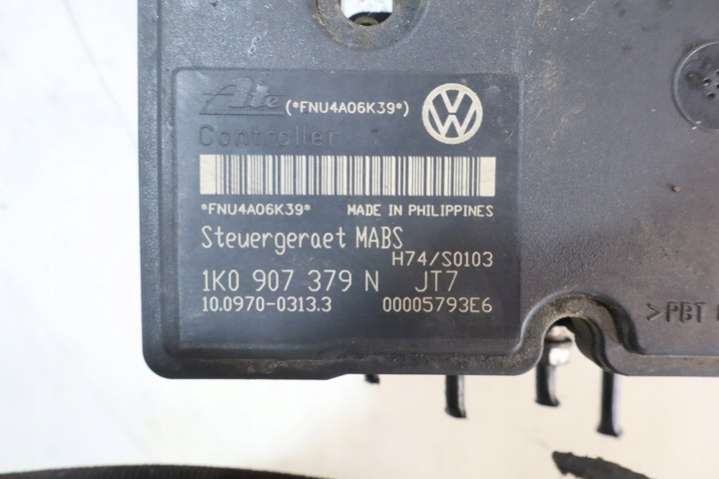 Ate (*FNU4A06K39*)
Controller
*FNU4A06K39* MADE IN PHILIPPINES
Steuergeraet MABS
H74/S0103
1K0 907 379 N JT7
10.0970-0313.3 00005793E6
>PBT